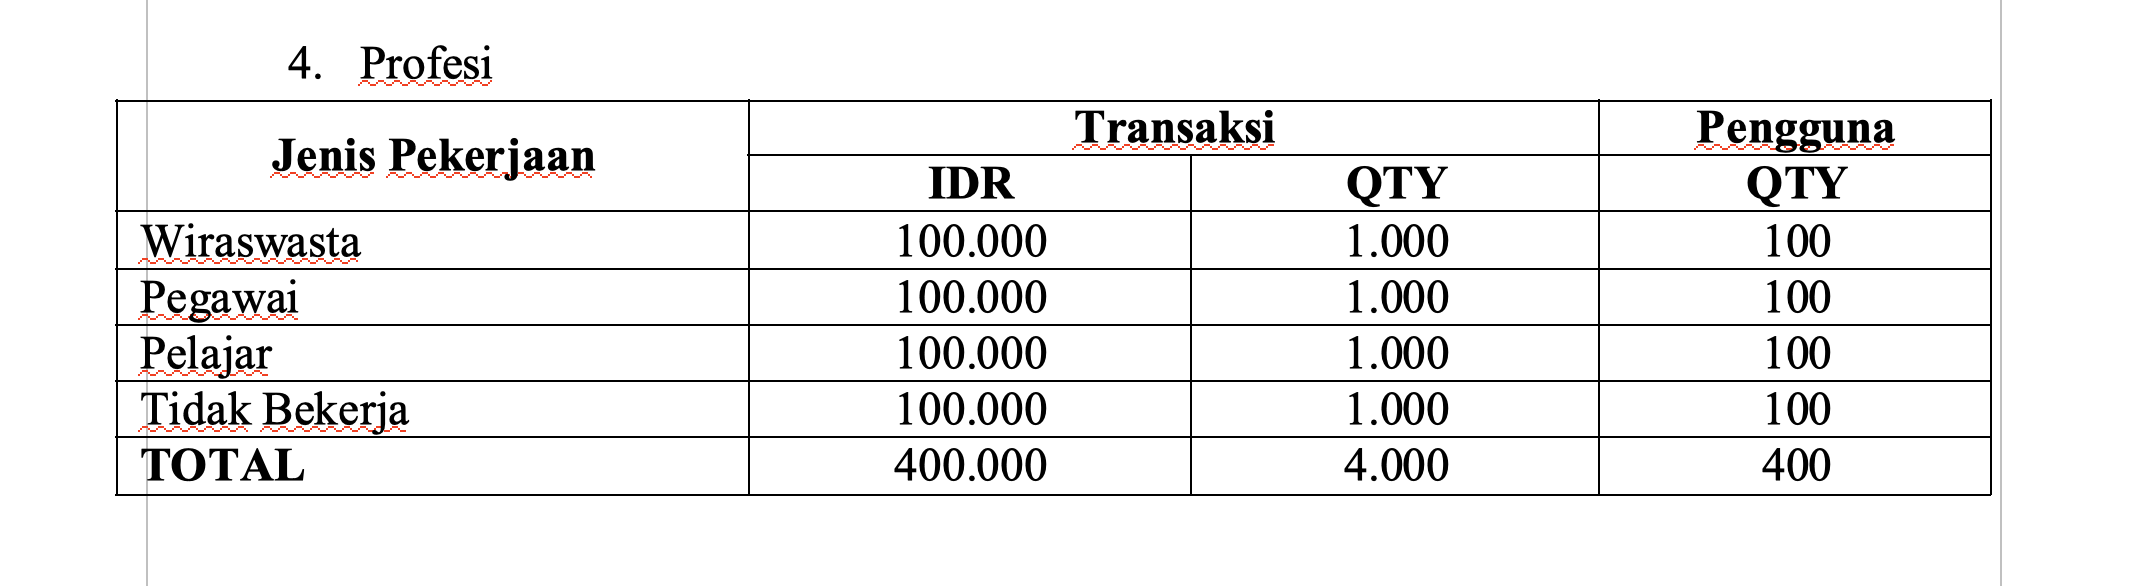 4. Profesi
Jenis Pekerjaan Transaksi Pengguna
IDR QTY QTY
Wiraswasta 100.000 1.000 100
Pegawai 100.000 1.000 100
Pelajar 100.000 1.000 100
Tidak Bekerja 100.000 1.000 100
TOTAL 400.000 4.000 400